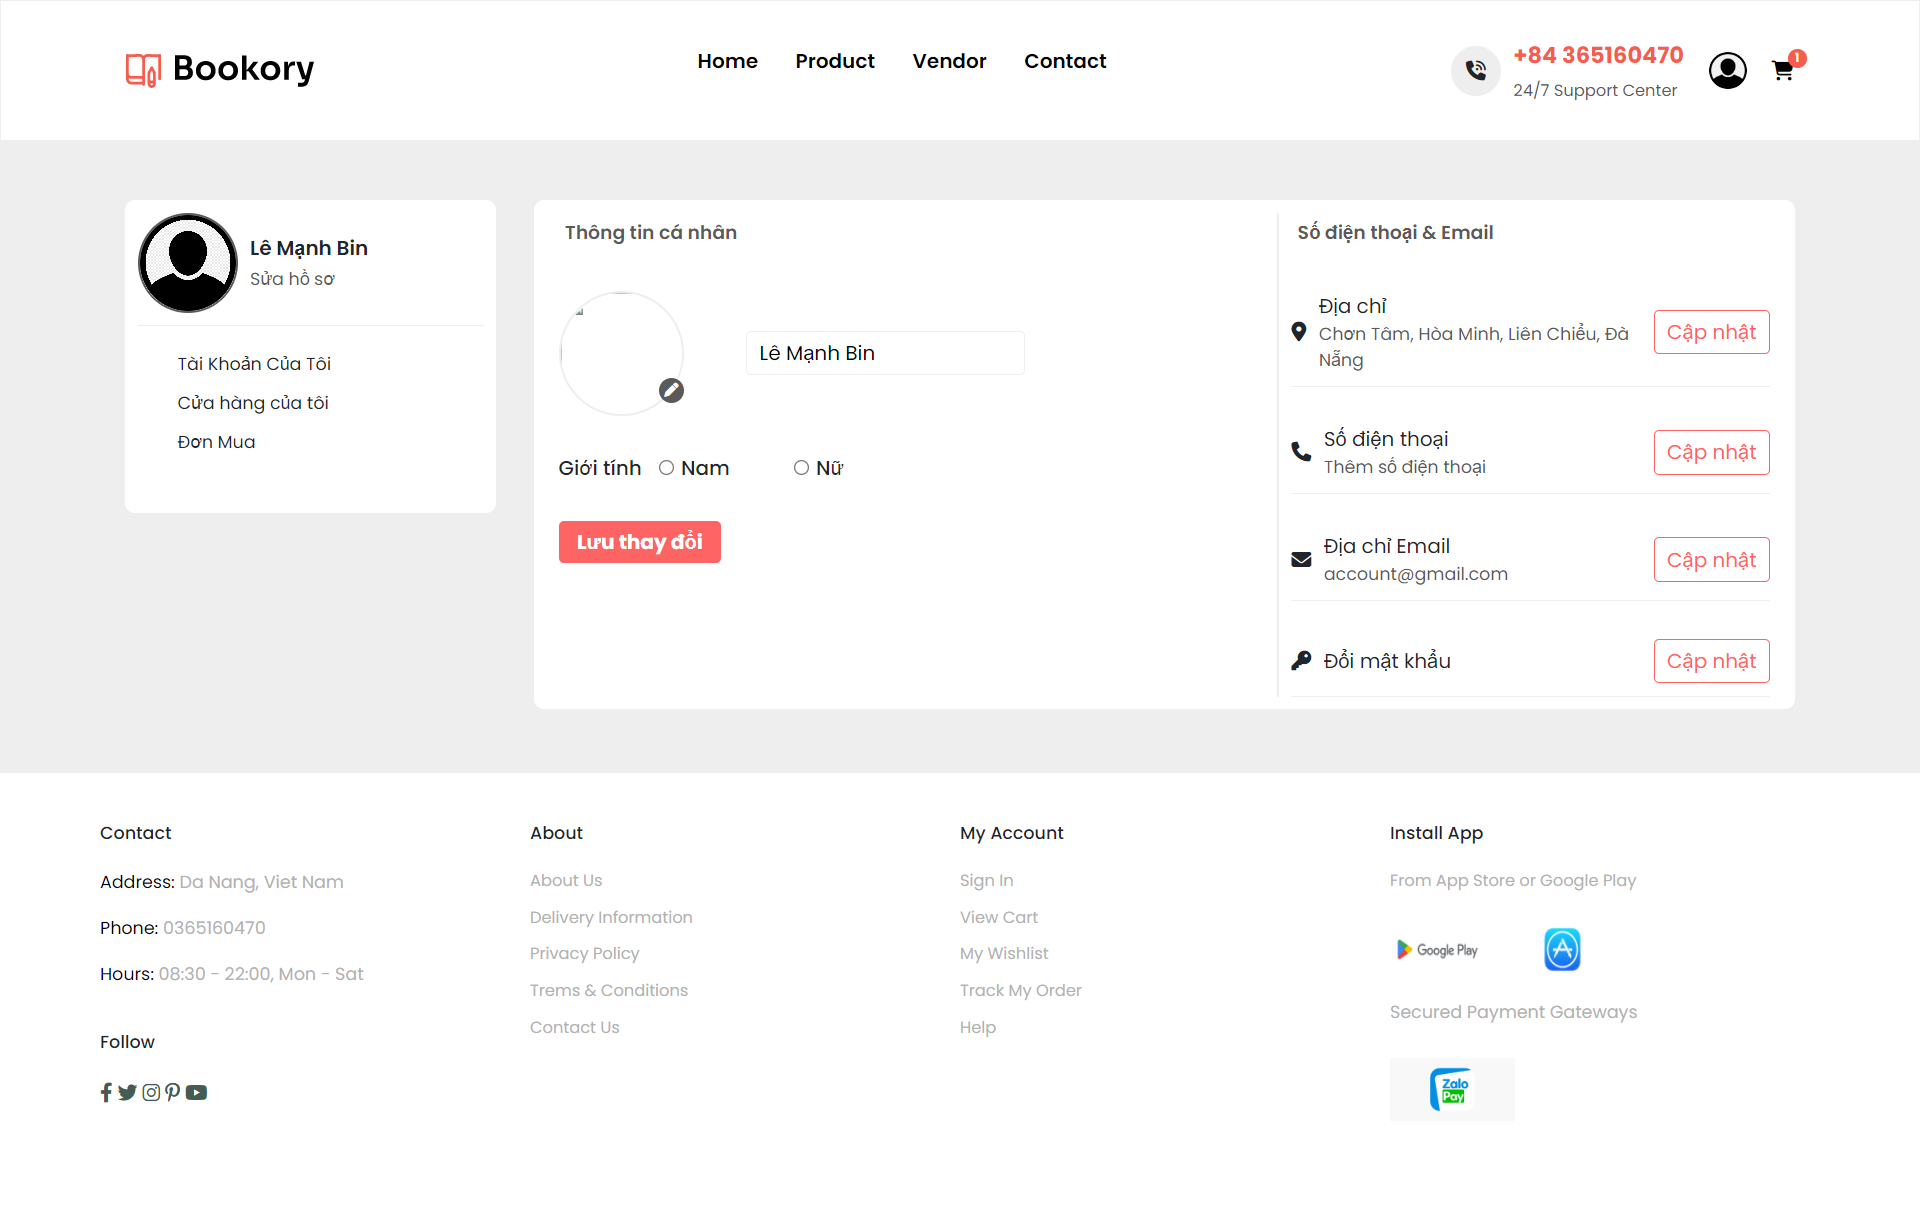 Bookory
Home Product Vendor Contact
+84 365160470
24/7 Support Center
1
Lê Mạnh Bin
Sửa hồ sơ
Tài Khoản Của Tôi
Cửa hàng của tôi
Đơn Mua
Thông tin cá nhân
Lê Mạnh Bin
Giới tính Nam Nữ
Lưu thay đổi
Số điện thoại & Email
Địa chỉ
Chơn Tâm, Hòa Minh, Liên Chiểu, Đà
Nẵng
Cập nhật
Số điện thoại
Thêm số điện thoại
Cập nhật
Địa chỉ Email
account@gmail.com
Cập nhật
Đổi mật khẩu
Cập nhật
Contact
Address: Da Nang, Viet Nam
Phone: 0365160470
Hours: 08:30 - 22:00, Mon - Sat
Follow
About
About Us
Delivery Information
Privacy Policy
Trems & Conditions
Contact Us
My Account
Sign In
View Cart
My Wishlist
Track My Order
Help
Install App
From App Store or Google Play
Google Play
Secured Payment Gateways
Zalo
Pay